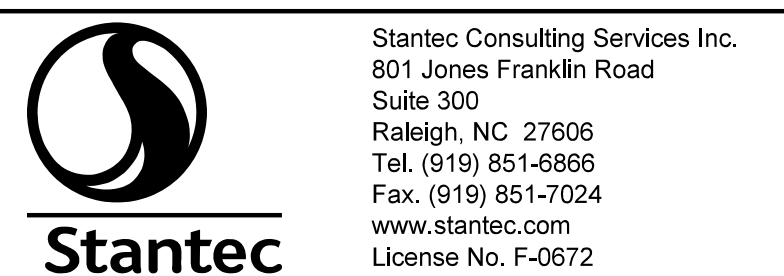 Stantec
Stantec Consulting Services Inc.
801 Jones Franklin Road
Suite 300
Raleigh, NC  27606
Tel. (919) 851-6866
Fax. (919) 851-7024
www.stantec.com
License No. F-0672